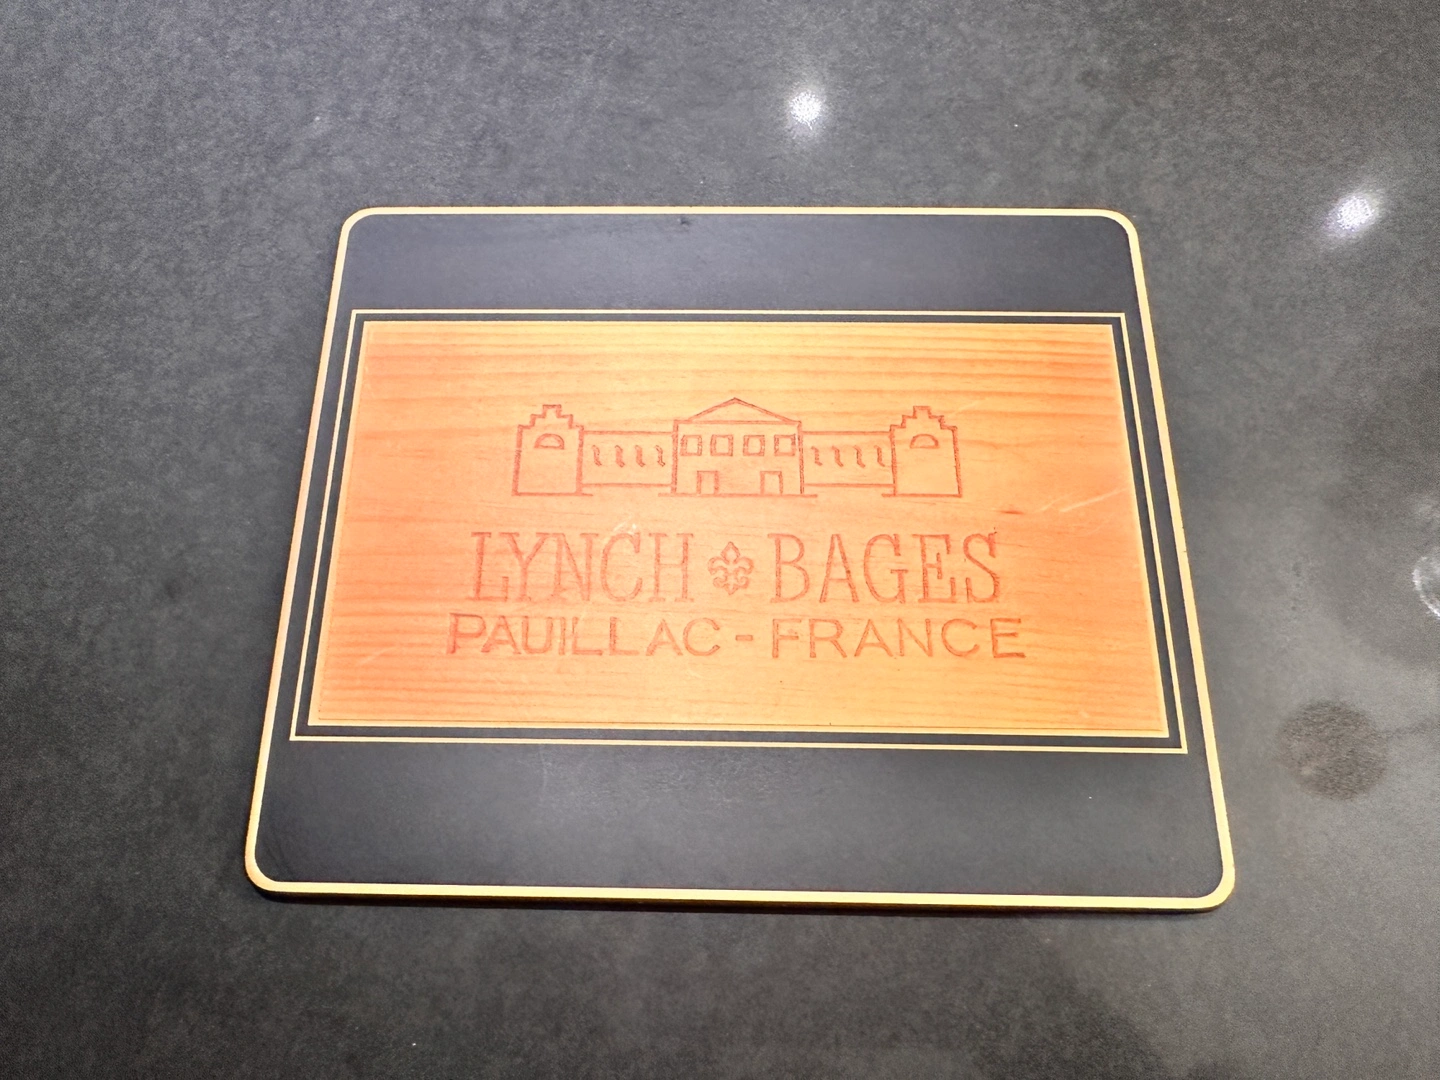 LYNCH ⚜ BAGES
PAUILLAC - FRANCE